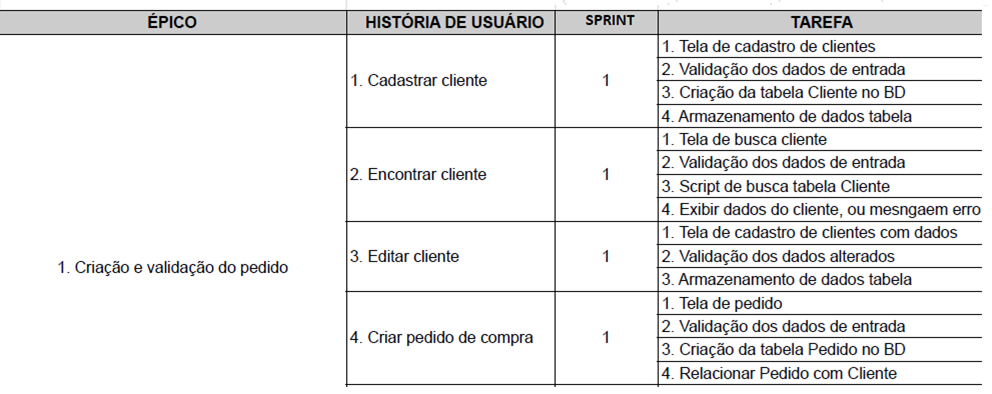 ÉPICO HISTÓRIA DE USUÁRIO SPRINT TAREFA
1. Criação e validação do pedido
1. Cadastrar cliente
1
1. Tela de cadastro de clientes
2. Validação dos dados de entrada
3. Criação da tabela Cliente no BD
4. Armazenamento de dados tabela
2. Encontrar cliente
1
1. Tela de busca cliente
2. Validação dos dados de entrada
3. Script de busca tabela Cliente
4. Exibir dados do cliente, ou mesngaem erro
3. Editar cliente
1
1. Tela de cadastro de clientes com dados
2. Validação dos dados alterados
3. Armazenamento de dados tabela
4. Criar pedido de compra
1
1. Tela de pedido
2. Validação dos dados de entrada
3. Criação da tabela Pedido no BD
4. Relacionar Pedido com Cliente